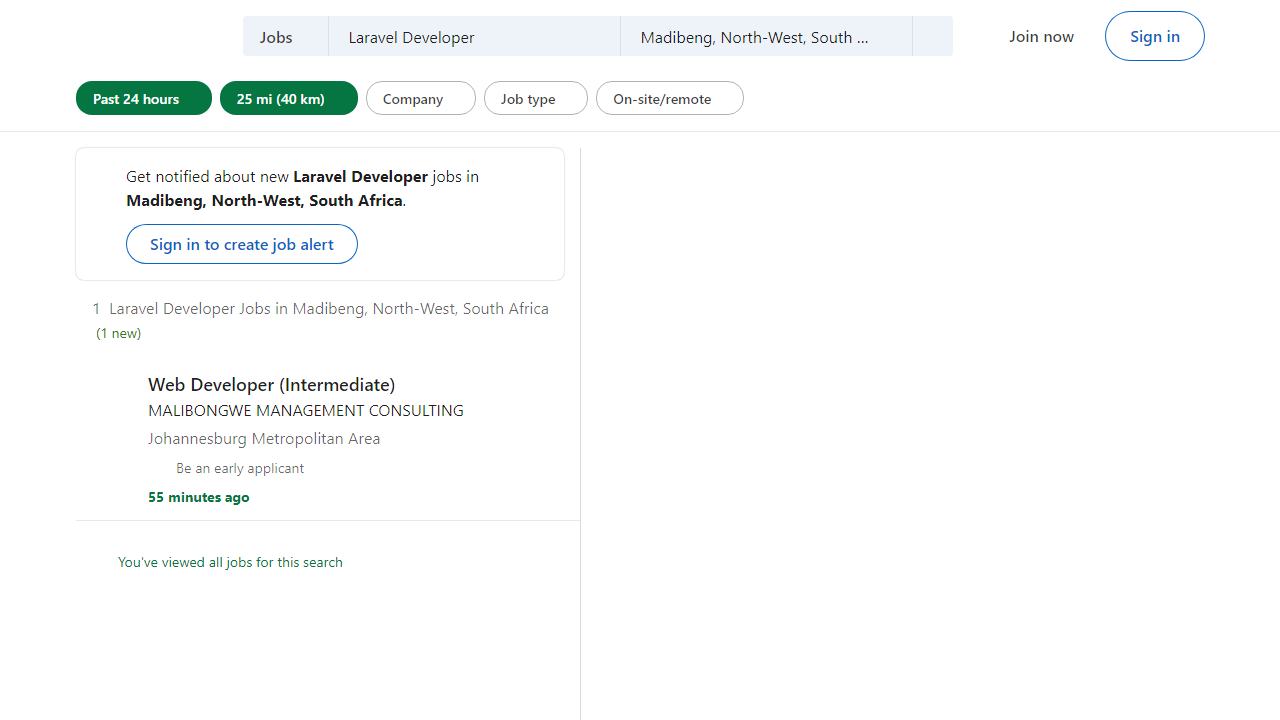 Jobs
Laravel Developer
Madibeng, North-West, South ...
Join now
Sign in
Past 24 hours
25 mi (40 km)
Company
Job type
On-site/remote
Get notified about new Laravel Developer jobs in
Madibeng, North-West, South Africa.
Sign in to create job alert
1 Laravel Developer Jobs in Madibeng, North-West, South Africa
(1 new)
Web Developer (Intermediate)
MALIBONGWE MANAGEMENT CONSULTING
Johannesburg Metropolitan Area
Be an early applicant
55 minutes ago
You've viewed all jobs for this search